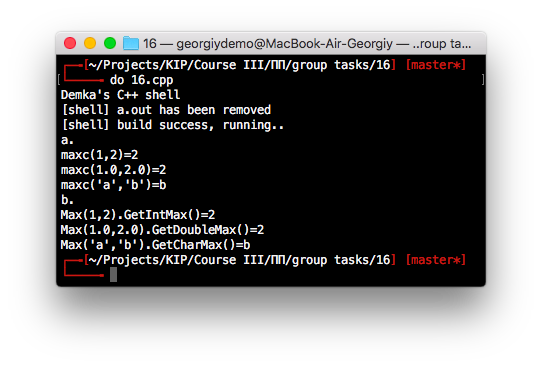 16 — georgiydemo@MacBook-Air-Georgiy — ..roup ta...
[~/Projects/KIP/Course III/ПП/group tasks/16] [master*]
[ do 16.cpp ]
Demka's C++ shell
[shell] a.out has been removed
[shell] build success, running..
a.
maxc(1,2)=2
maxc(1.0,2.0)=2
maxc('a','b')=b
b.
Max(1,2).GetIntMax()=2
Max(1.0,2.0).GetDoubleMax()=2
Max('a','b').GetCharMax()=b
[~/Projects/KIP/Course III/ПП/group tasks/16] [master*]